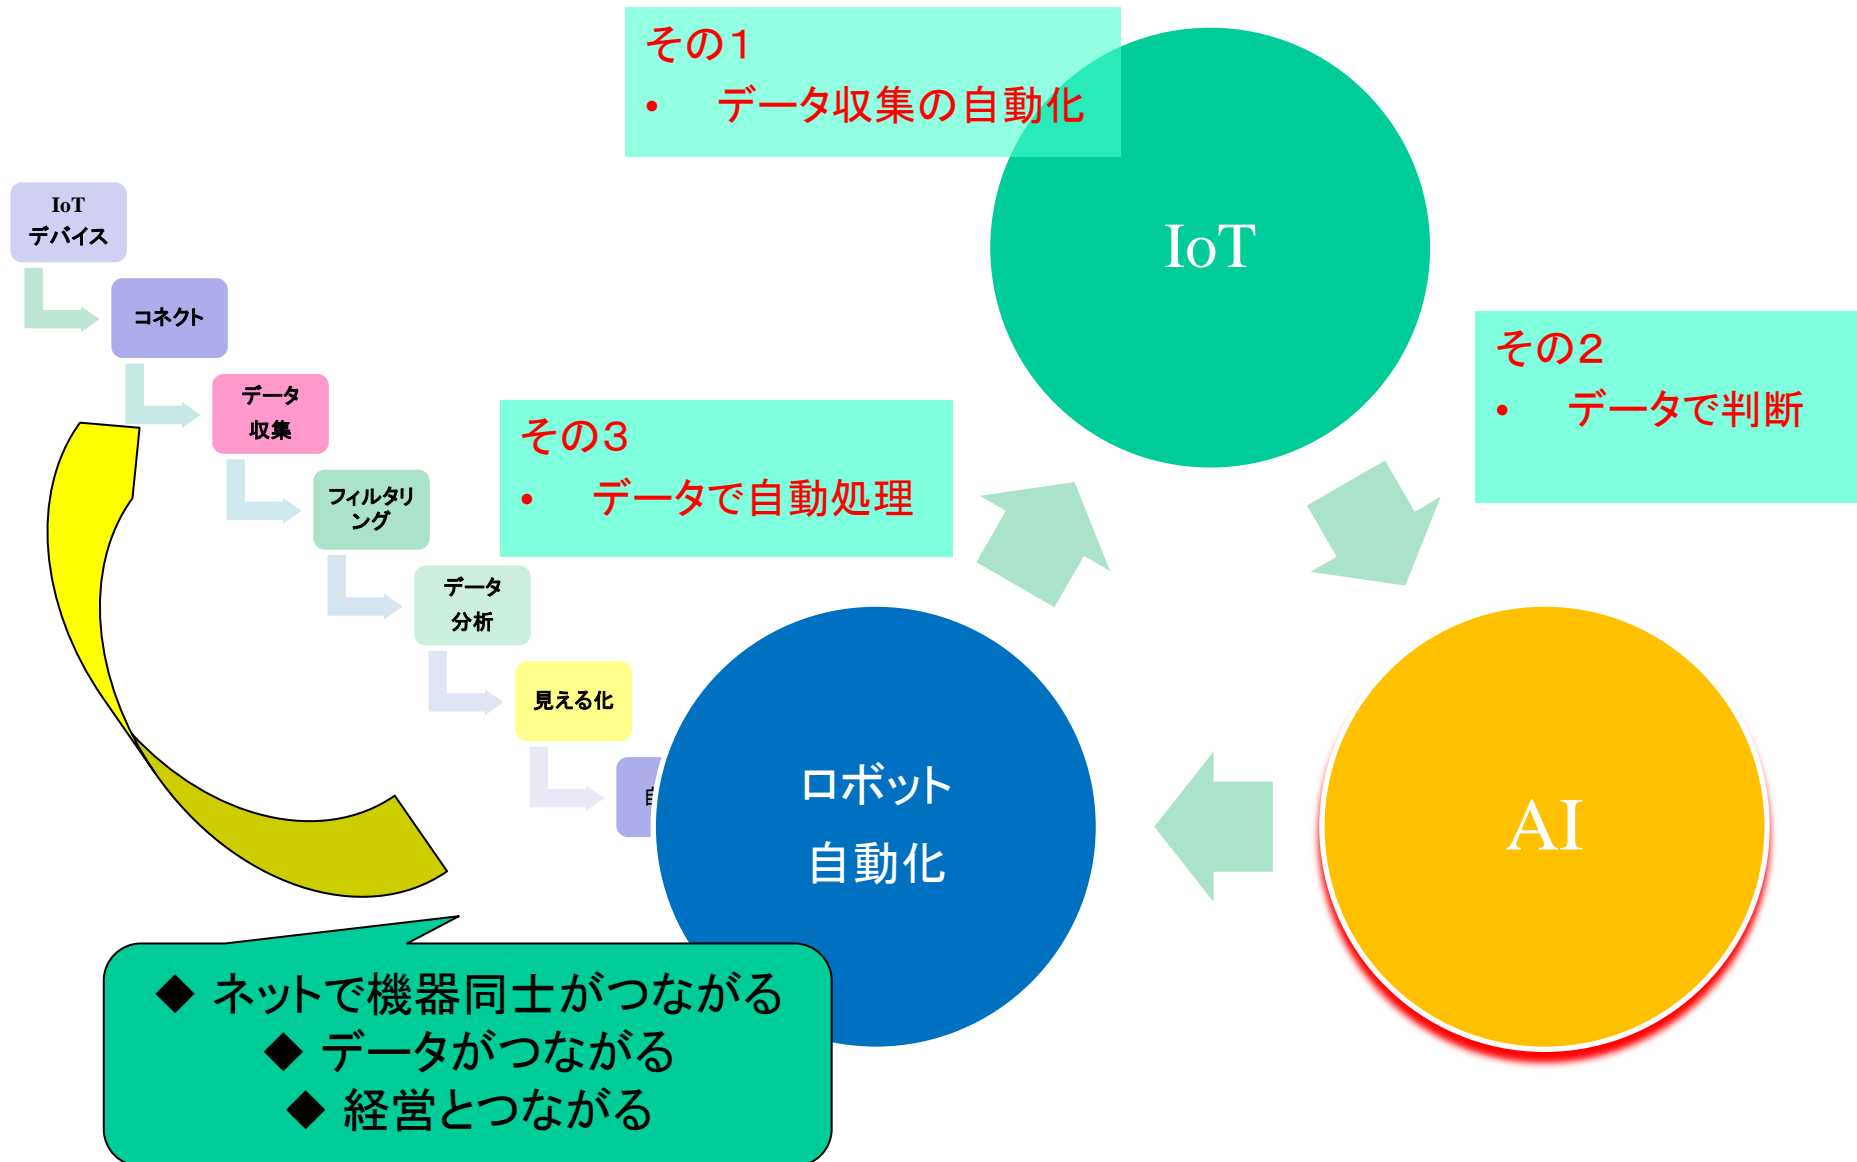 その1
• データ収集の自動化
IoT
IoT
デバイス
コネクト
データ
収集
フィルタリ
ング
データ
分析
見える化
その2
• データで判断
その3
• データで自動処理
ロボット
自動化
AI
◆ ネットで機器同士がつながる
◆ データがつながる
◆ 経営とつながる